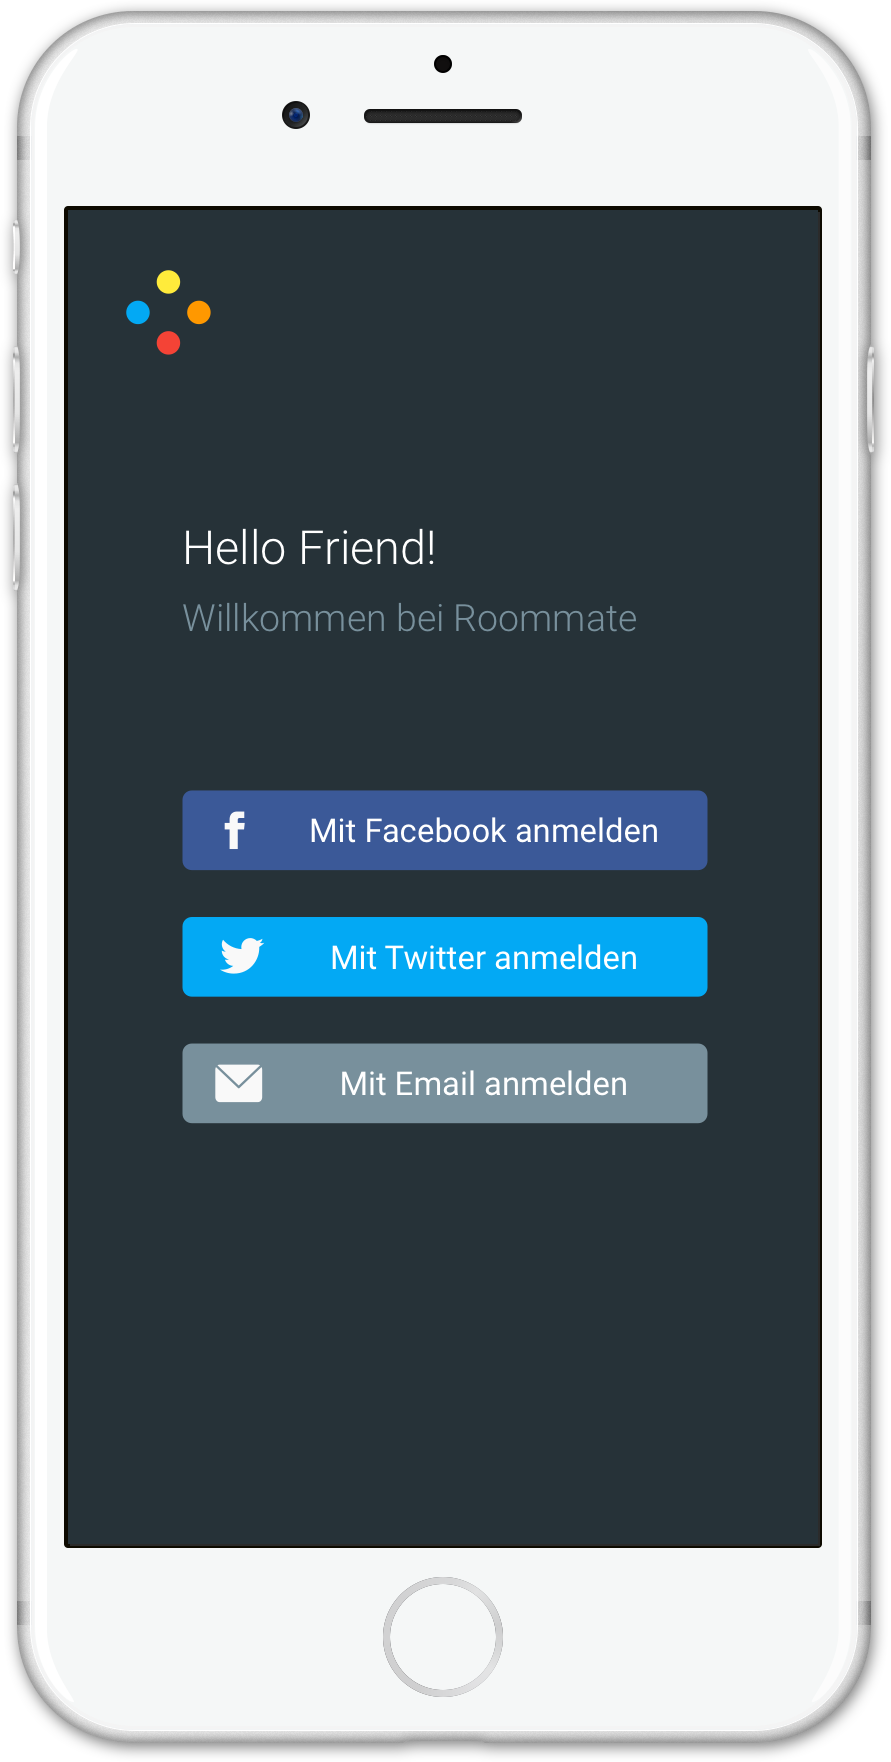 Hello Friend!
Willkommen bei Roommate
Mit Facebook anmelden
Mit Twitter anmelden
Mit Email anmelden